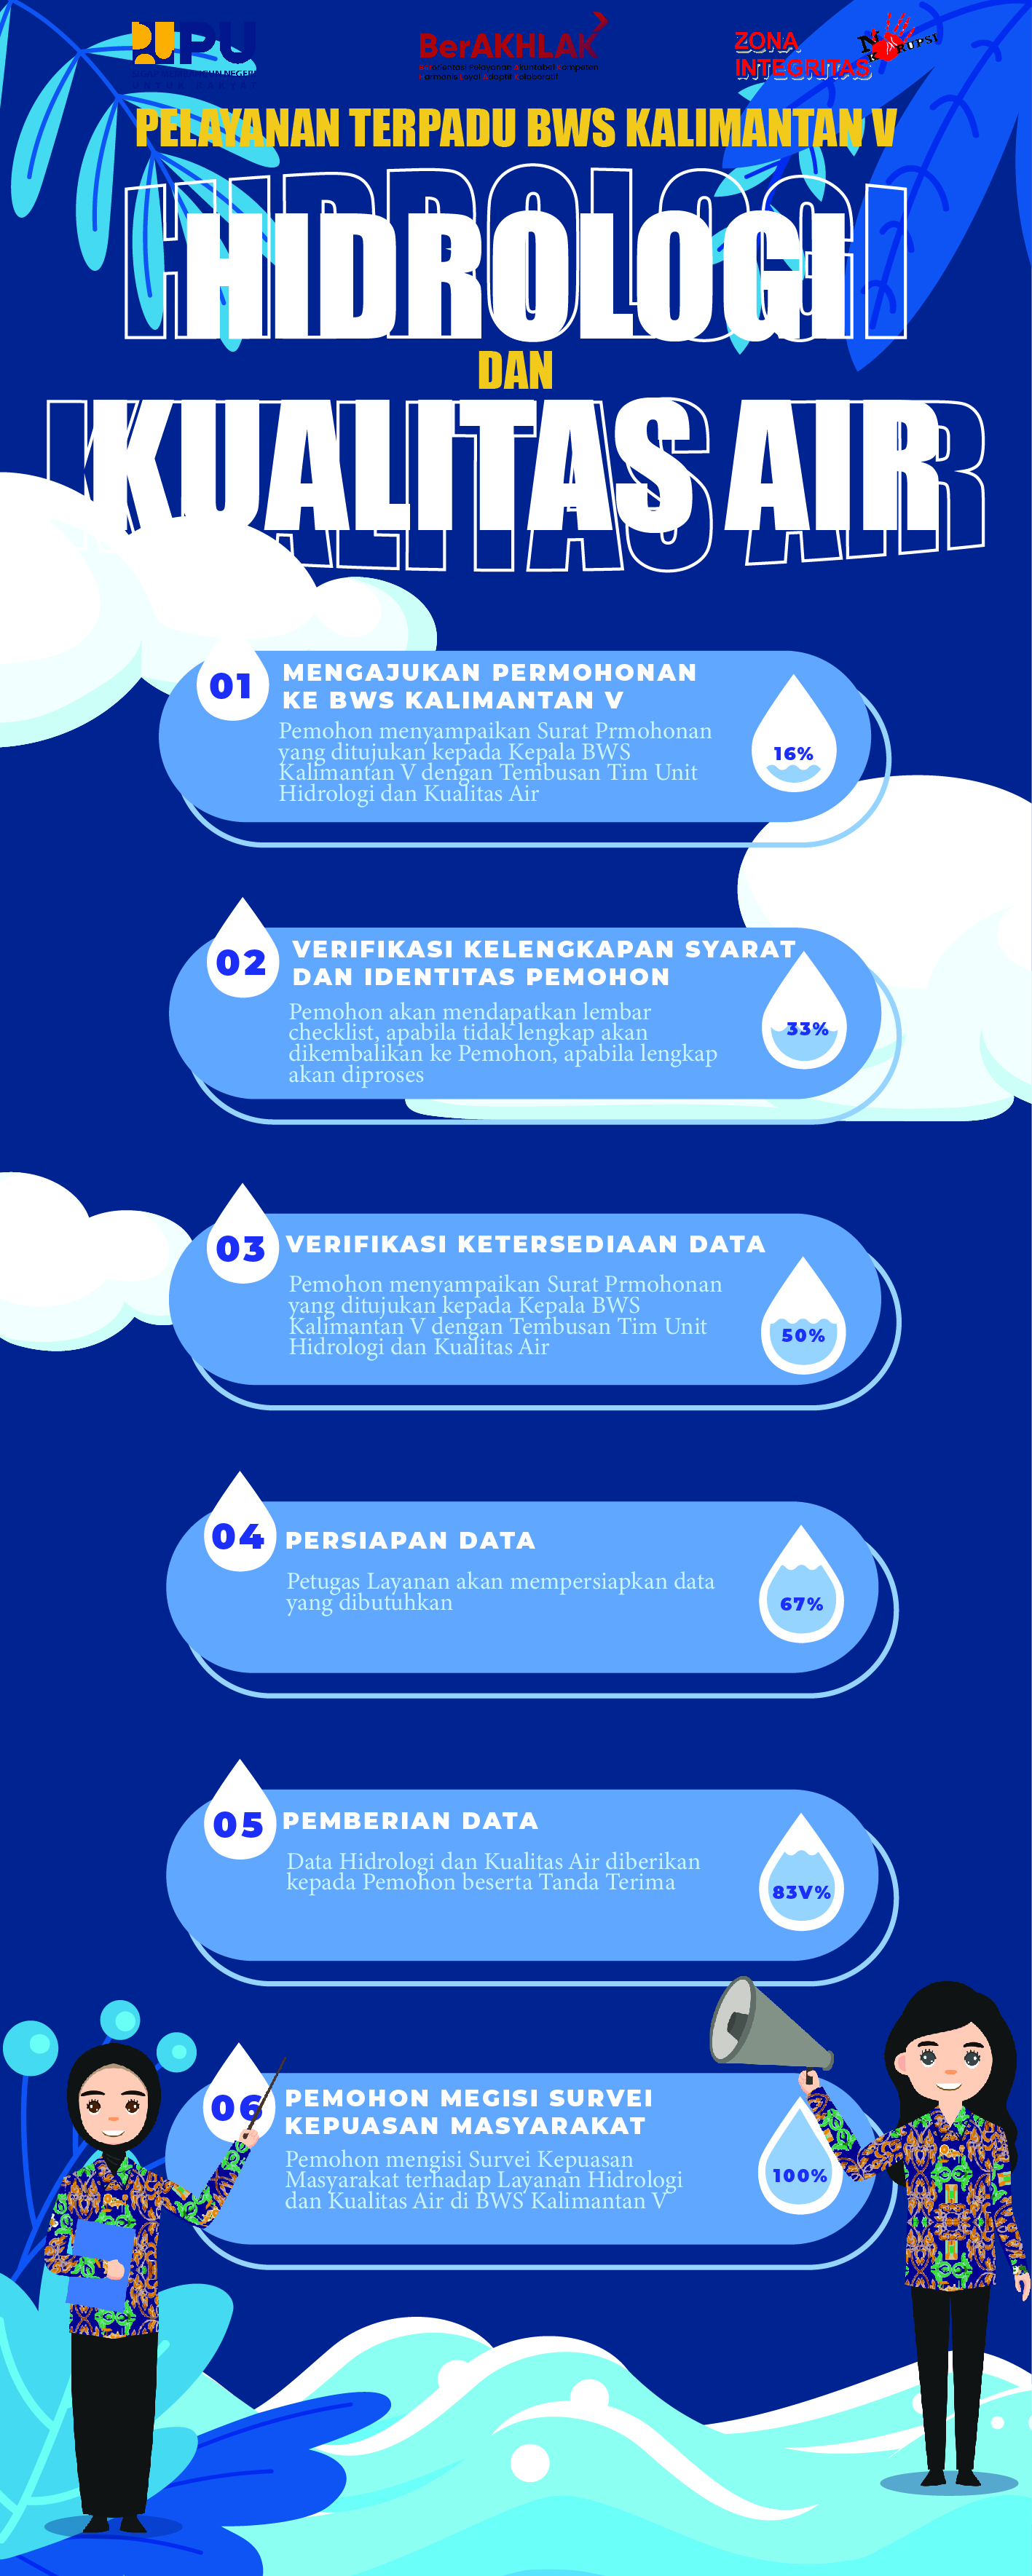 PU
BerAKHLAK
ZONA
INTEGRITAS
PELAYANAN TERPADU BWS KALIMANTAN V
HIDROLOGI
DAN
KUALITAS AIR
01
MENGAJUKAN PERMOHONAN
KE BWS KALIMANTAN V
Pemohon menyampaikan Surat Prmohonan
yang ditujukan kepada Kepala BWS
Kalimantan V dengan Tembusan Tim Unit
Hidrologi dan Kualitas Air
16%
02
VERIFIKASI KELENGKAPAN SYARAT
DAN IDENTITAS PEMOHON
Pemohon akan mendapatkan lembar
checklist, apabila tidak lengkap akan
dikembalikan ke Pemohon, apabila lengkap
akan diproses
33%
03
VERIFIKASI KETERSEDIAAN DATA
Pemohon menyampaikan Surat Prmohonan
yang ditujukan kepada Kepala BWS
Kalimantan V dengan Tembusan Tim Unit
Hidrologi dan Kualitas Air
50%
04
PERSIAPAN DATA
Petugas Layanan akan mempersiapkan data
yang dibutuhkan
67%
05
PEMBERIAN DATA
Data Hidrologi dan Kualitas Air diberikan
kepada Pemohon beserta Tanda Terima
83V%
06
PEMOHON MEGISI SURVEI
KEPUASAN MASYARAKAT
Pemohon mengisi Survei Kepuasan
Masyarakat terhadap Layanan Hidrologi
dan Kualitas Air di BWS Kalimantan V
100%